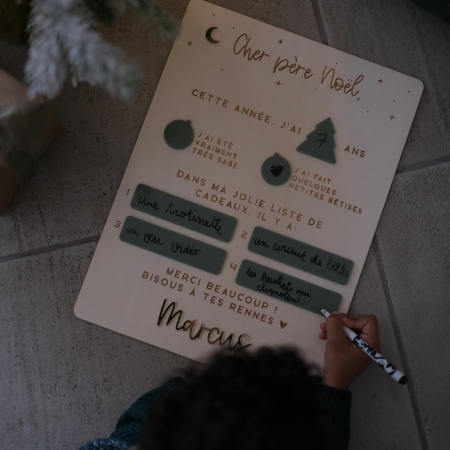 Cher père Noël,
CETTE ANNÉE, J'AI 7 ANS
J'AI ÉTÉ
VRAIMENT
TRÈS SAGE
J'AI FAIT
QUELQUES
PETITES BÊTISES
DANS MA JOLIE LISTE DE
CADEAUX, IL Y A:
1 une trotinette
2 un circuit de
3 un jeu vidéo
4 les basket qui
clignotent
MERCI BEAUCOUP !
BISOUS À TES RENNES ♥
Marcus